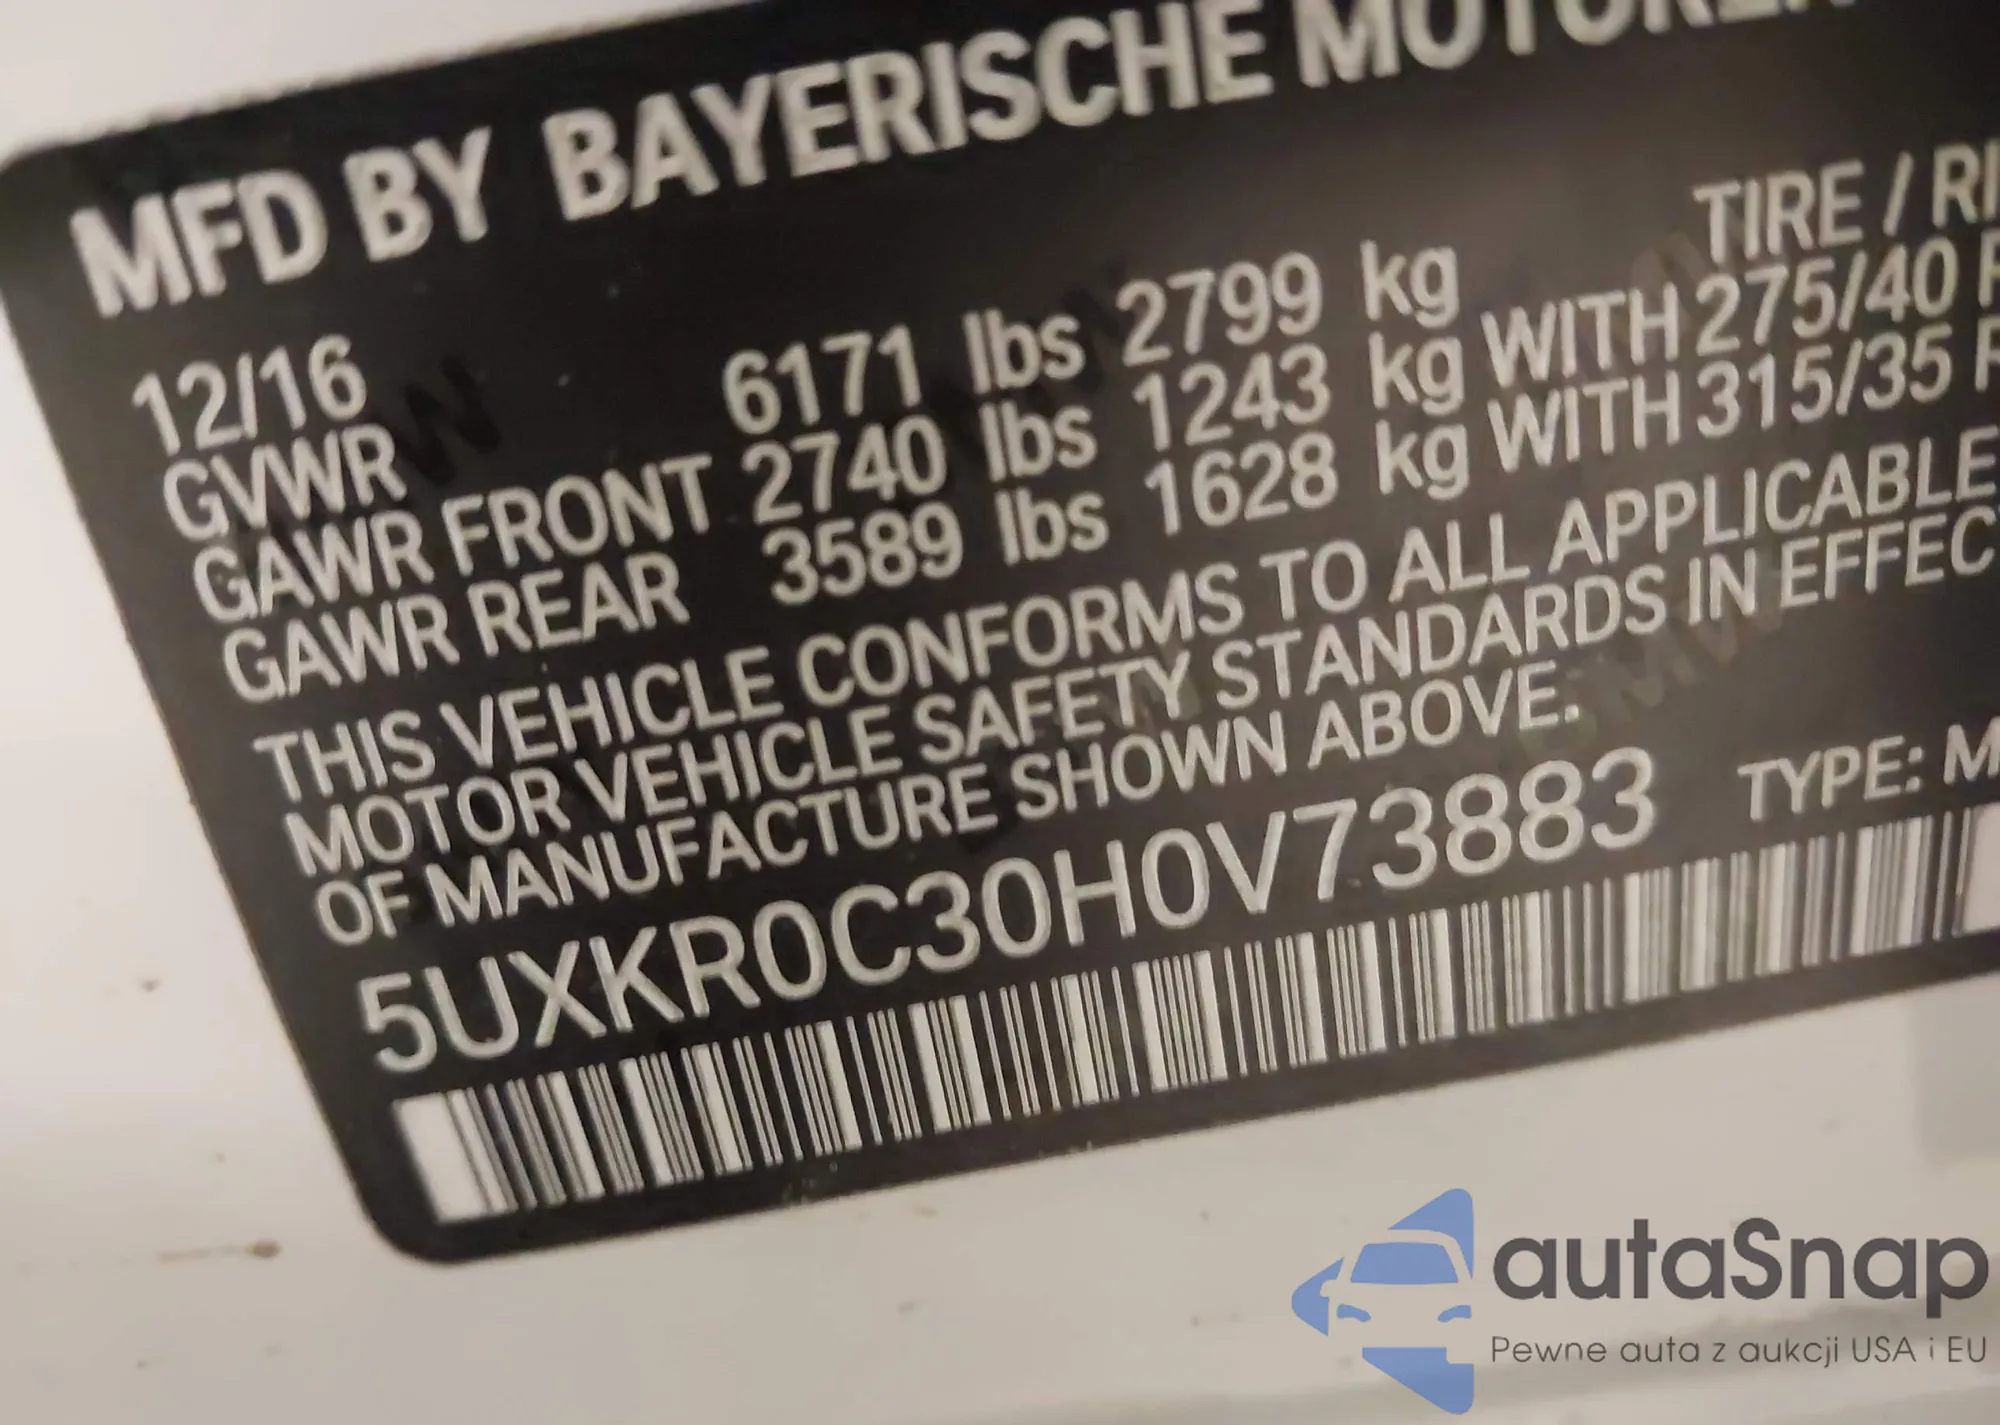 MFD BY BAYERISCHE MOTOREN
TIRE / RI
12/16
GVWR 6171 lbs 2799 kg
GAWR FRONT 2740 lbs 1243 kg WITH 275/40 R
GAWR REAR 3589 lbs 1628 kg WITH 315/35 R
THIS VEHICLE CONFORMS TO ALL APPLICABLE
MOTOR VEHICLE SAFETY STANDARDS IN EFFEC
OF MANUFACTURE SHOWN ABOVE.
5UXKR0C30H0V73883 TYPE: M
autaSnap
Pewne auta z aukcji USA i EU